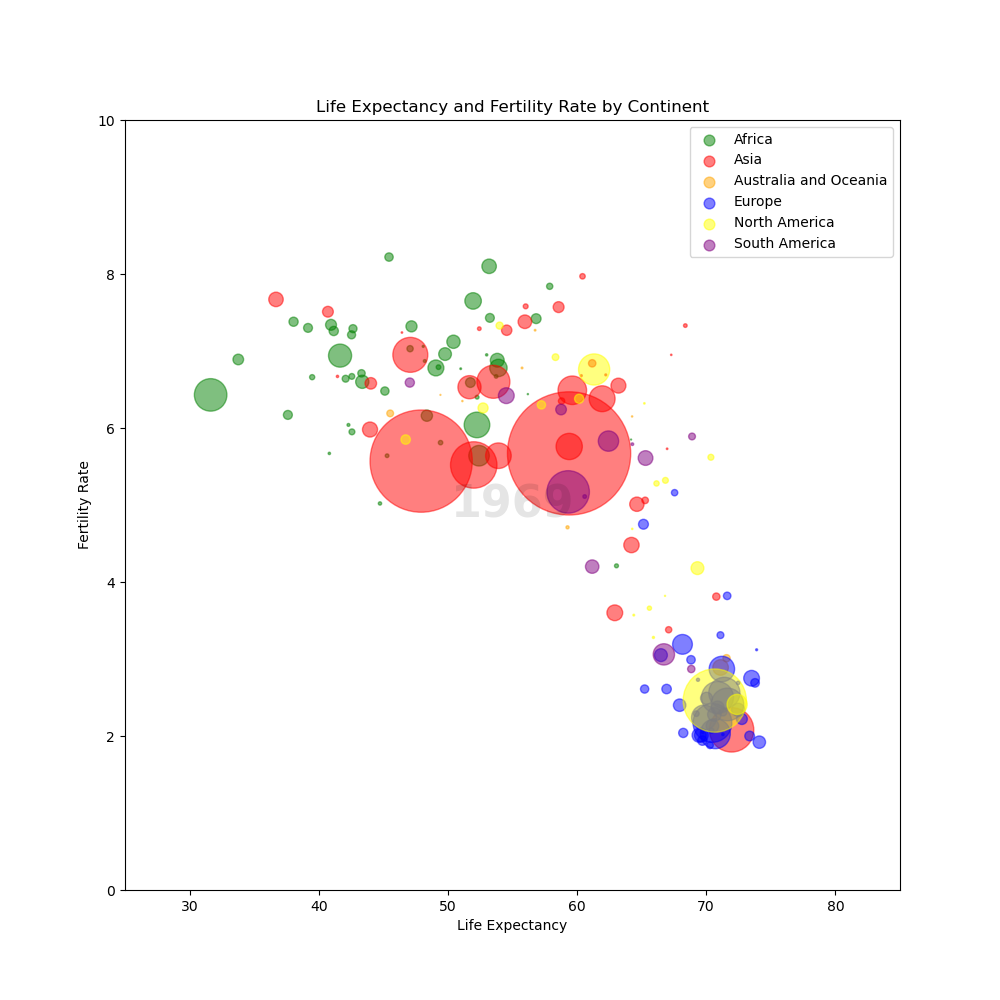 Life Expectancy and Fertility Rate by Continent
10
8
6
4
2
0
Fertility Rate
Africa
Asia
Australia and Oceania
Europe
North America
South America
1969
30 40 50 60 70 80
Life Expectancy